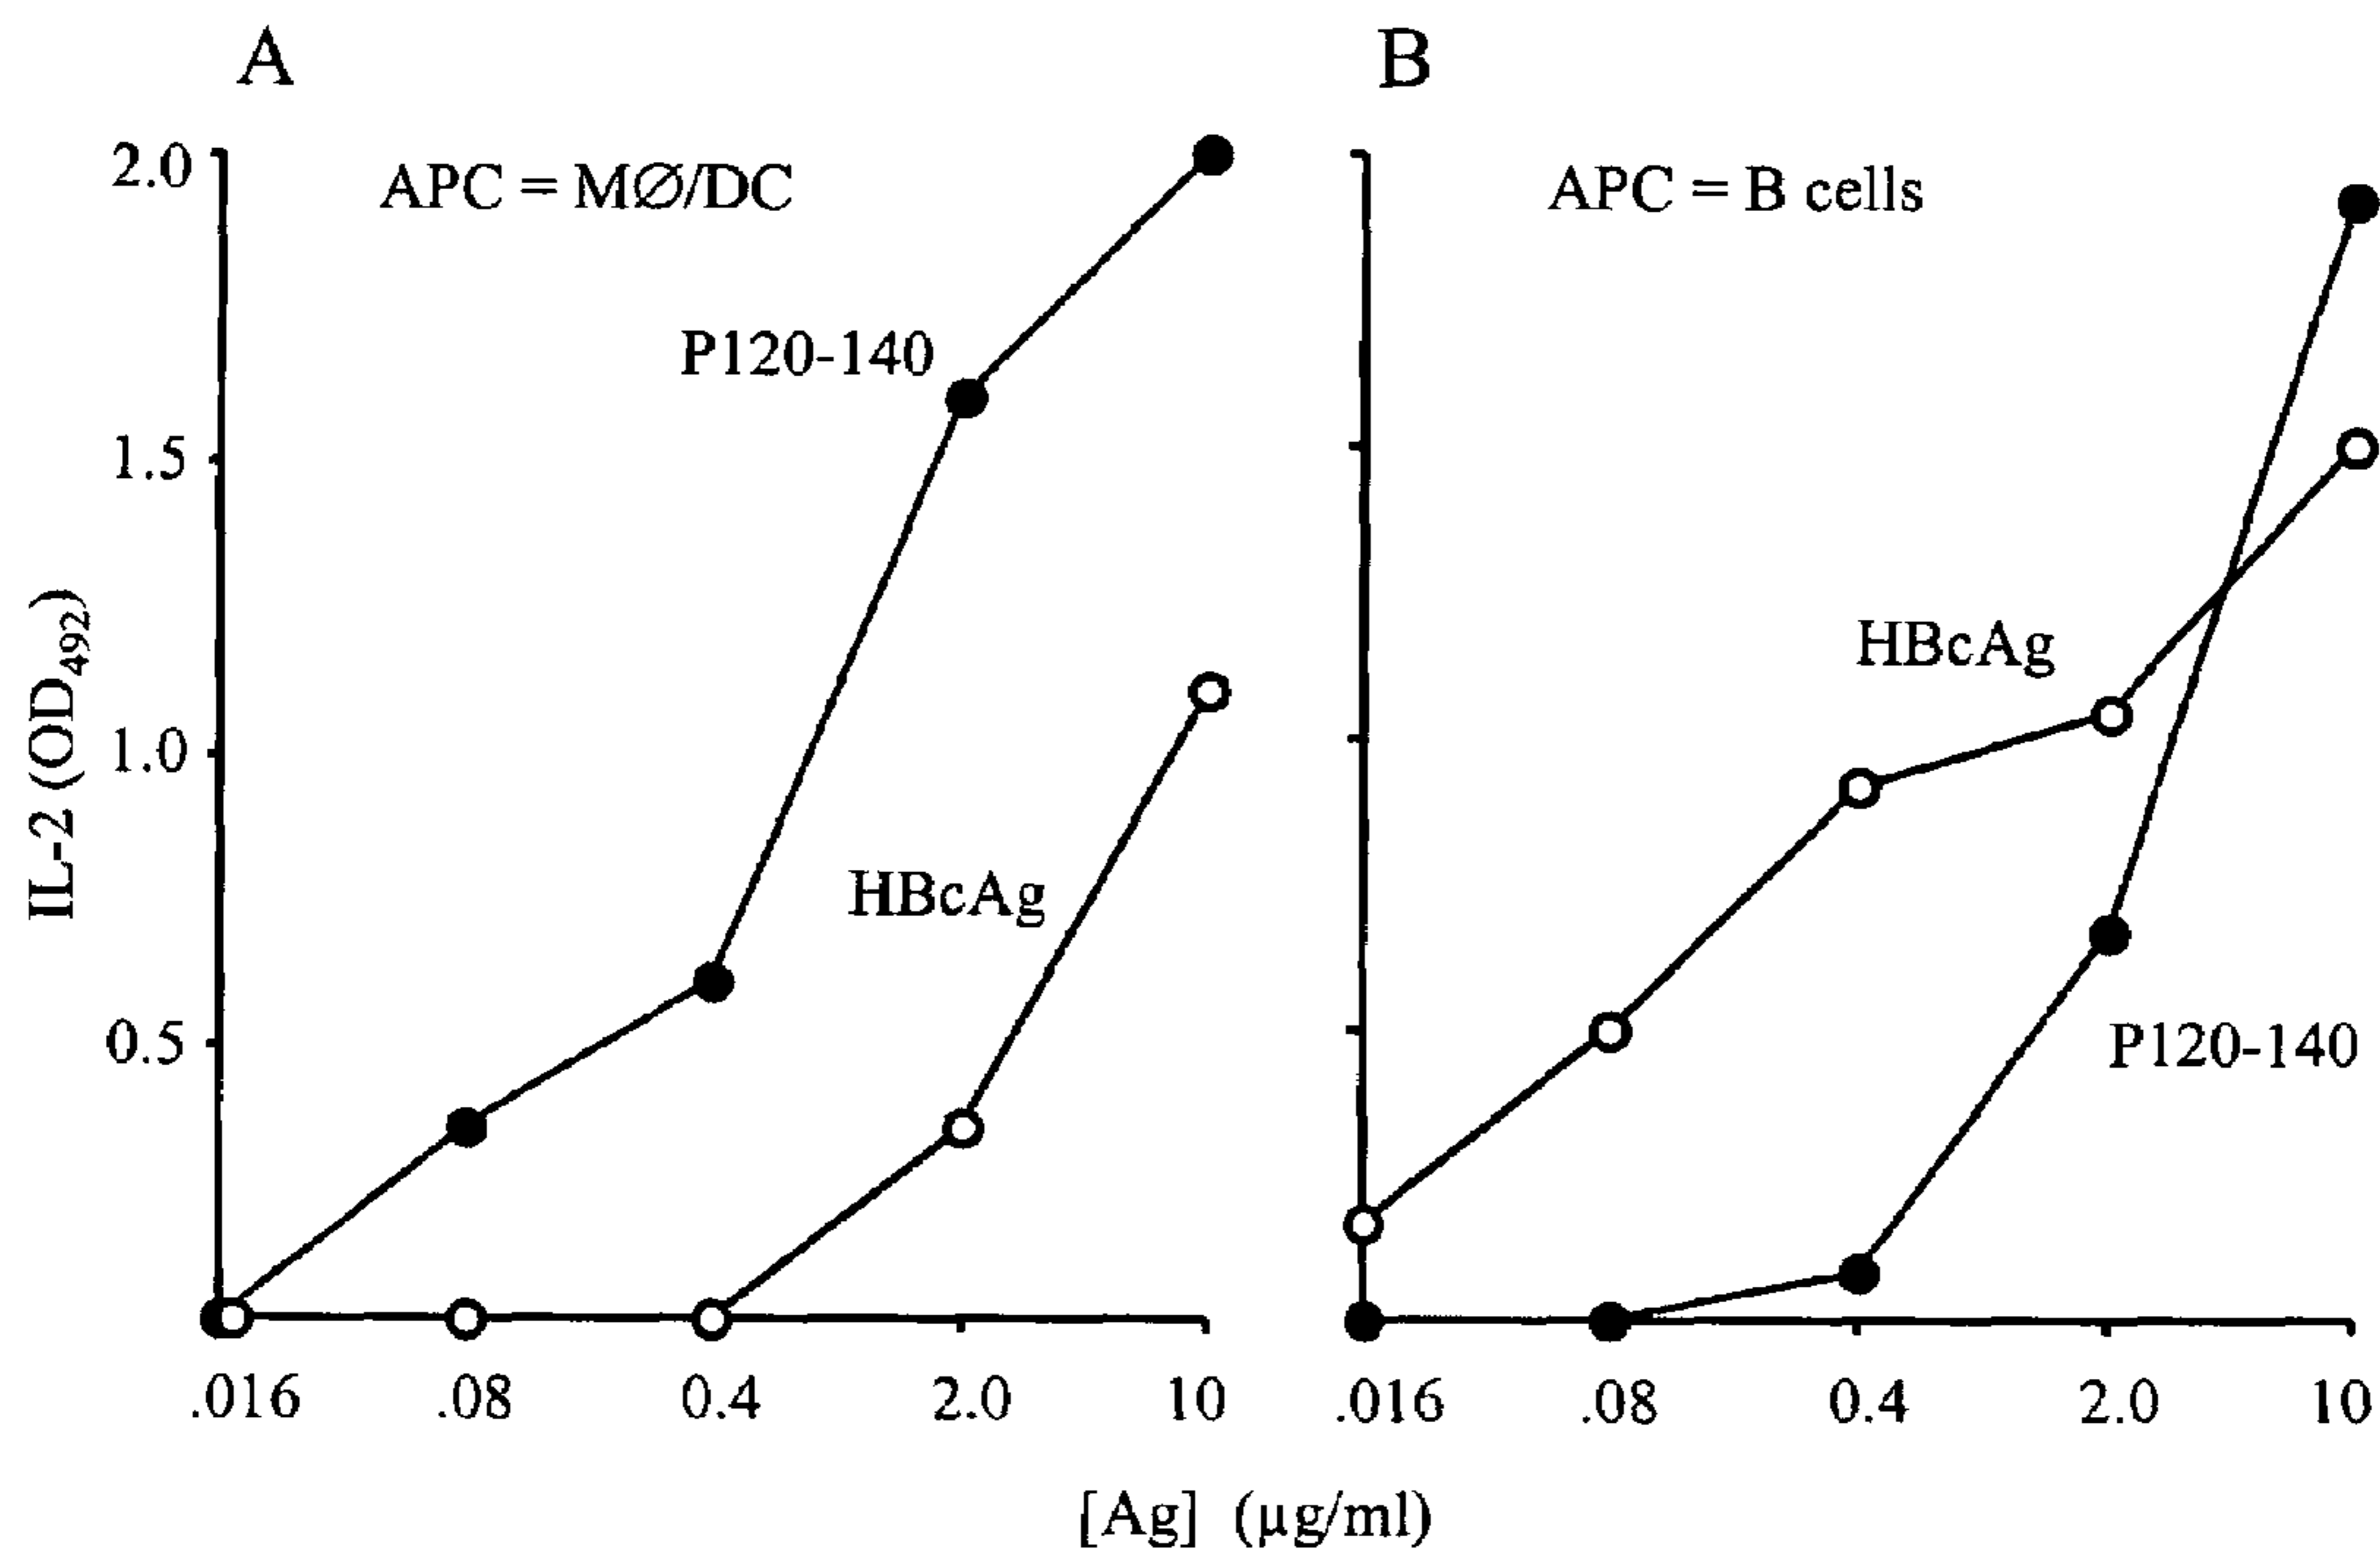 A
B
APC = MØ/DC
APC = B cells
2.0
1.5
1.0
0.5
IL-2 (OD492)
P120-140
HBcAg
HBcAg
P120-140
.016 .08 0.4 2.0 10
.016 .08 0.4 2.0 10
[Ag] (μg/ml)